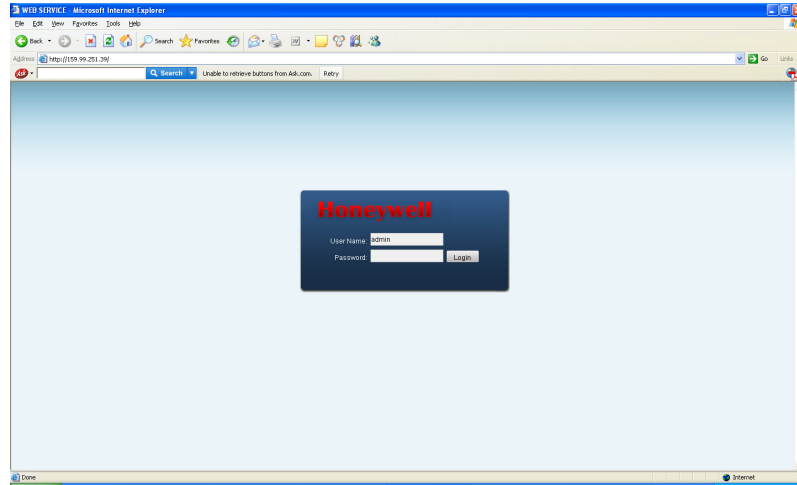 WEB SERVICE - Microsoft Internet Explorer
File Edit View Favorites Tools Help
Back Search Favorites
Address http://159.99.251.39/ Go Links
Ask Search Unable to retrieve buttons from Ask.com. Retry
Honeywell
User Name: admin
Password: Login
Done Internet